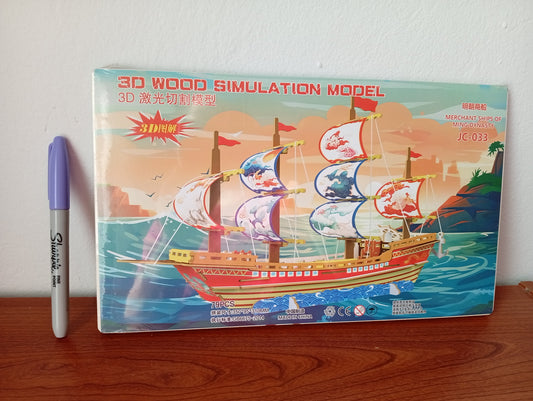 3D WOOD SIMULATION MODEL
3D 激光切割模型
3D图解
明朝商船
MERCHANT SHIPS OF
MING DYNASTY
JC-033
79PCS
MADE IN CHINA
Sharpie